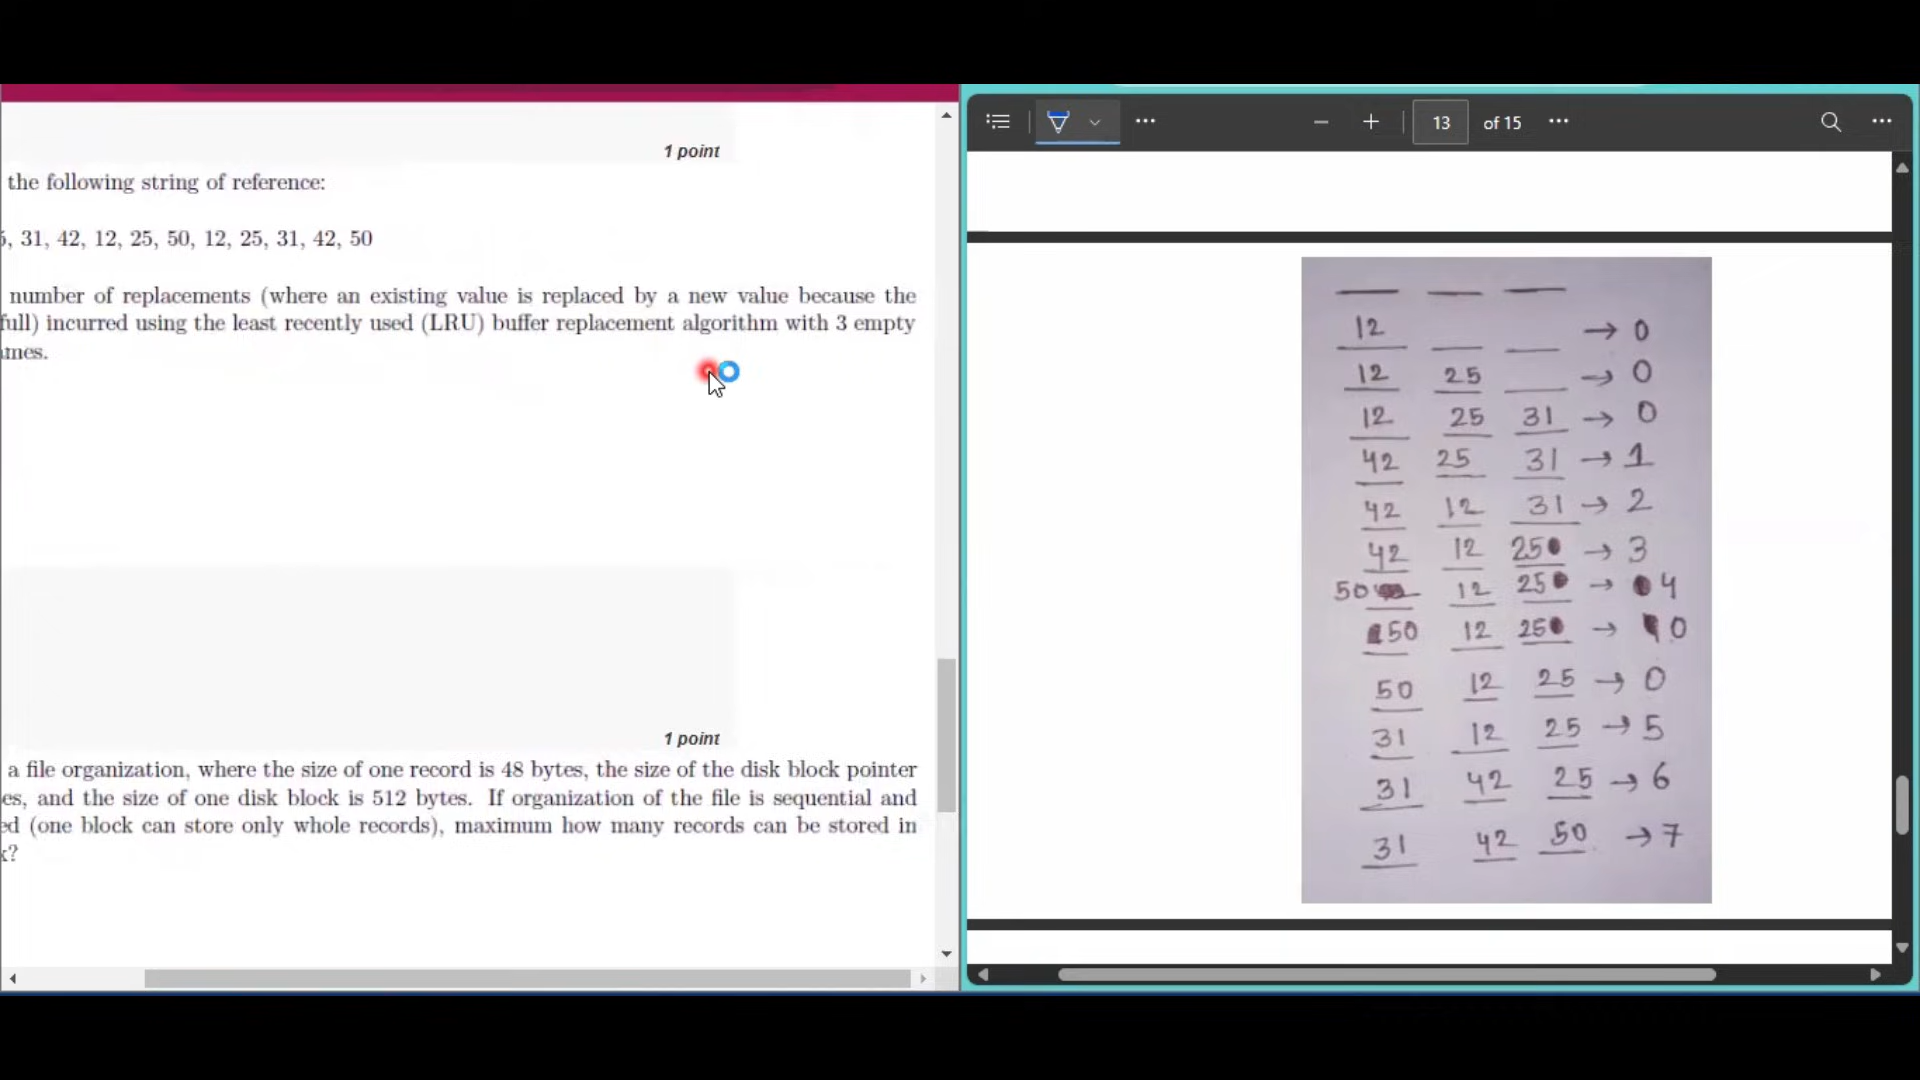 1 point
the following string of reference:
, 31, 42, 12, 25, 50, 12, 25, 31, 42, 50
number of replacements (where an existing value is replaced by a new value because the
full) incurred using the least recently used (LRU) buffer replacement algorithm with 3 empty
mes.
1 point
a file organization, where the size of one record is 48 bytes, the size of the disk block pointer
es, and the size of one disk block is 512 bytes. If organization of the file is sequential and
ed (one block can store only whole records), maximum how many records can be stored in
k?
13 of 15
12 → 0
12 25 → 0
12 25 31 → 0
42 25 31 → 1
42 12 31 → 2
42 12 25 → 3
50 12 25 → 4
50 12 25 → 0
50 12 25 → 0
31 12 25 → 5
31 42 25 → 6
31 42 50 → 7